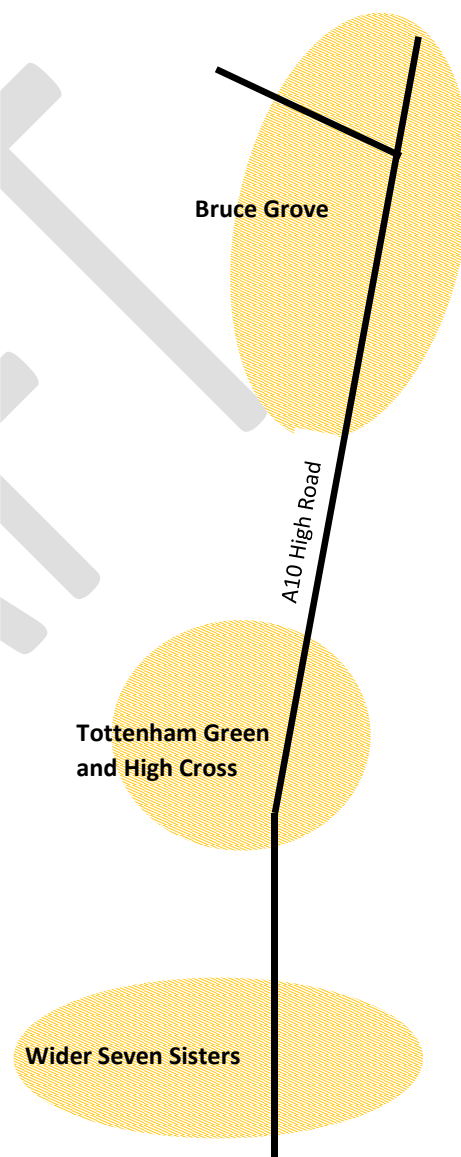 Bruce Grove
A10 High Road
Tottenham Green
and High Cross
Wider Seven Sisters